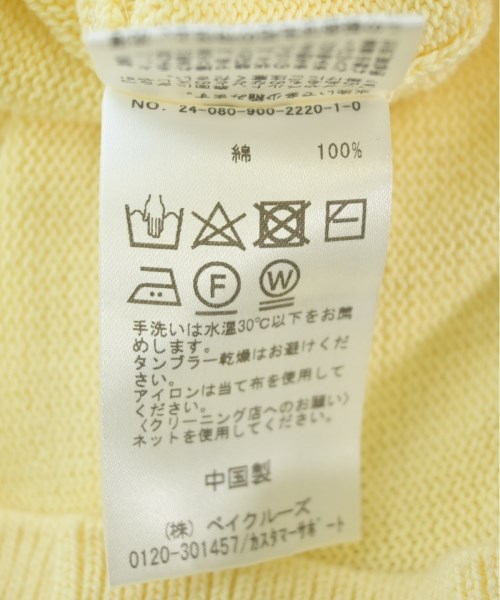 NO. 24-080-900-2220-1-0
綿 100%
F W
手洗いは水温30℃以下をお薦
めします。
タンブラー乾燥はお避けくだ
さい。
アイロンは当て布を使用して
ください。
〈クリーニング店へのお願い〉
ネットを使用してください。
中国製
(株) ベイクルーズ
0120-301457/カスタマーサポート